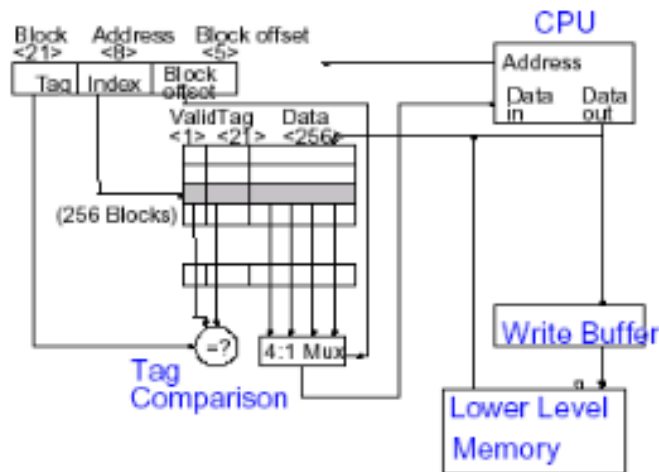 CPU
Block Address Block offset
<21> <8> <5>
Tag Index Block offset
Address
Data in Data out
Valid Tag Data
<1> <21> <256>
(256 Blocks)
=?
4:1 Mux
Tag
Comparison
Write Buffer
Lower Level
Memory